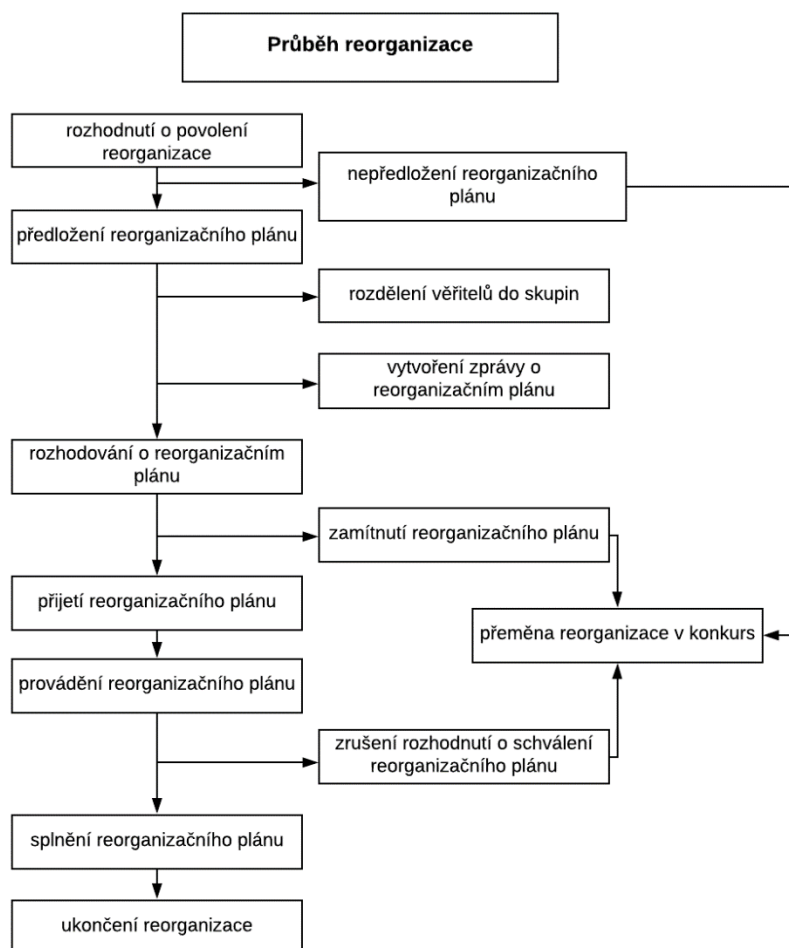 Průběh reorganizace
rozhodnutí o povolení
reorganizace
nepředložení reorganizačního
plánu
předložení reorganizačního plánu
rozdělení věřitelů do skupin
vytvoření zprávy o
reorganizačním plánu
rozhodování o reorganizačním
plánu
zamítnutí reorganizačního plánu
přijetí reorganizačního plánu
přeměna reorganizace v konkurs
provádění reorganizačního plánu
zrušení rozhodnutí o schválení
reorganizačního plánu
splnění reorganizačního plánu
ukončení reorganizace